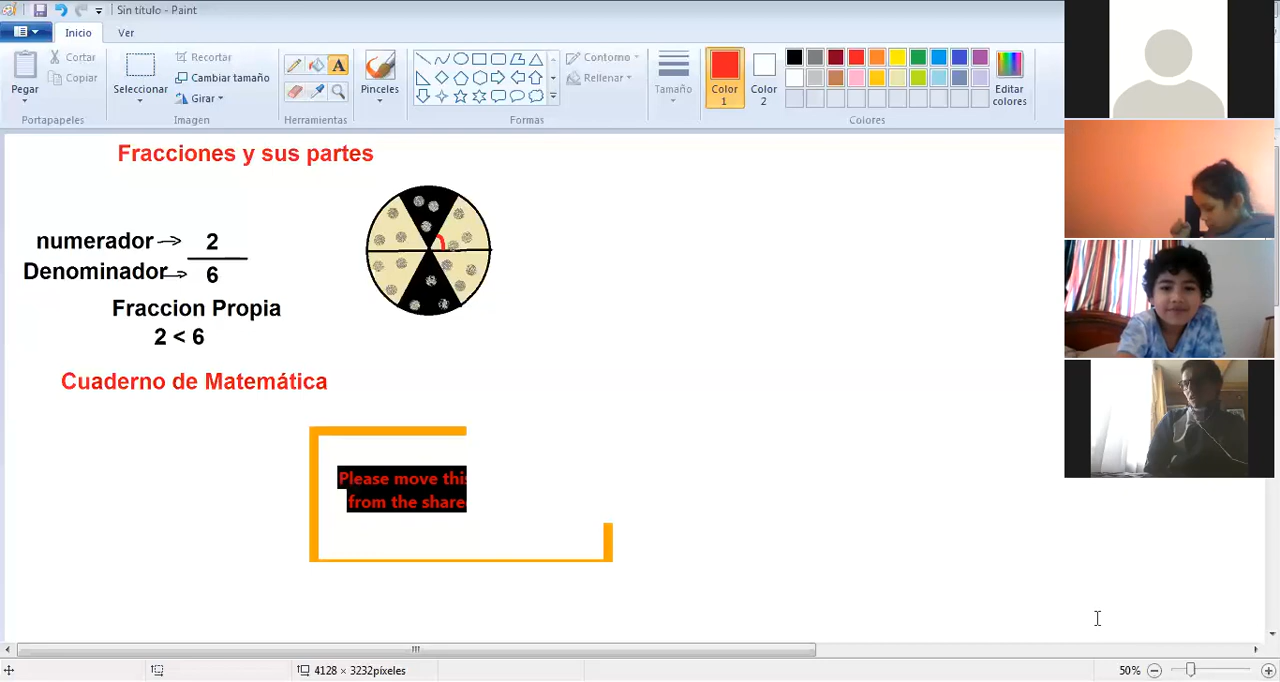 Sin título - Paint
Inicio
Ver
Pegar
Cortar
Copiar
Portapapeles
Seleccionar
Recortar
Cambiar tamaño
Girar
Imagen
A
Herramientas
Pinceles
Contorno
Rellenar
Formas
Tamaño
Color
1
Color
2
Editar
colores
Colores
Fracciones y sus partes
numerador 2
Denominador 6
Fraccion Propia
2 < 6
Cuaderno de Matemática
Please move this
from the share
4128 × 3232píxeles
50%